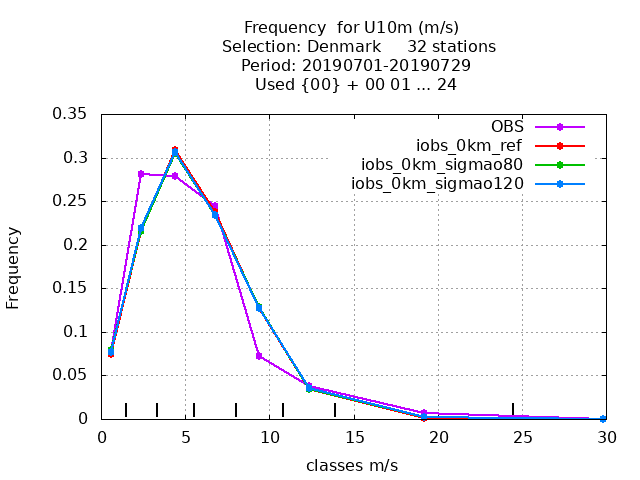 Frequency  for U10m (m/s)
Selection: Denmark     32 stations
Period: 20190701-20190729
Used {00} + 00 01 ... 24
OBS
iobs_0km_ref
iobs_0km_sigmao80
iobs_0km_sigmao120
Frequency
0.35
0.3
0.25
0.2
0.15
0.1
0.05
0
0 5 10 15 20 25 30
classes m/s